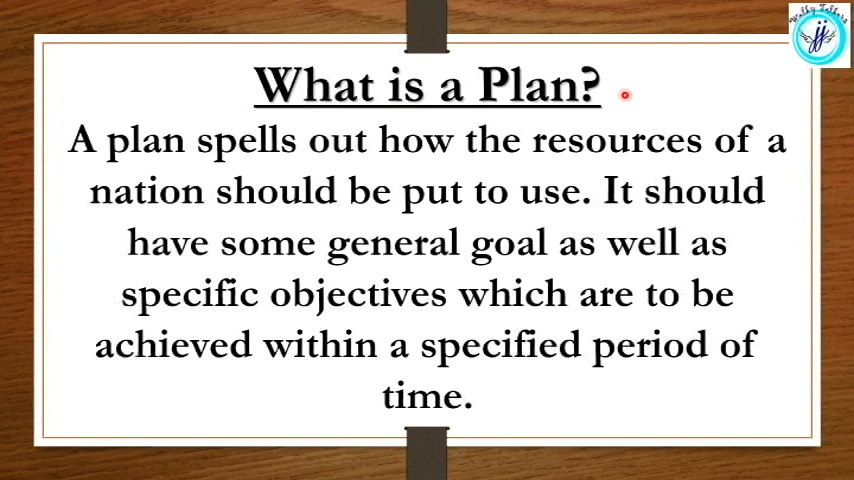 What is a Plan?
A plan spells out how the resources of a
nation should be put to use. It should
have some general goal as well as
specific objectives which are to be
achieved within a specified period of
time.